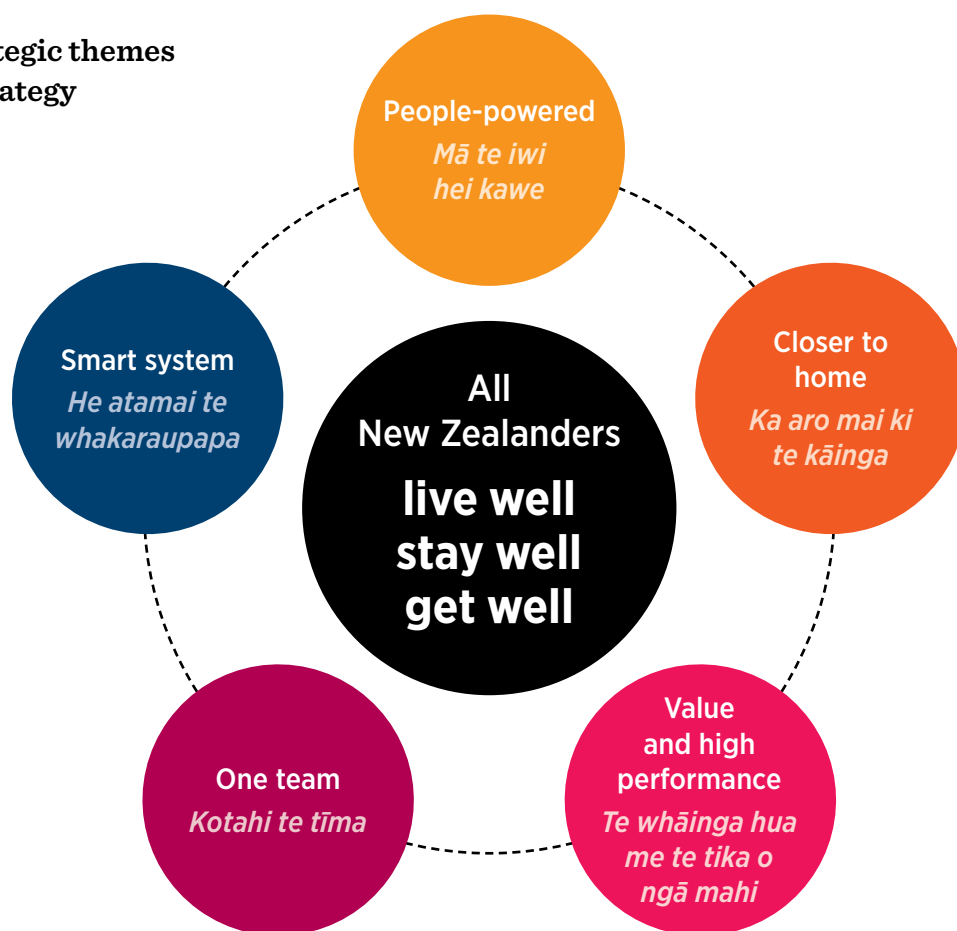 tegic themes
ategy
People-powered
Mā te iwi
hei kawe
Closer to
home
Ka aro mai ki
te kāinga
Value
and high
performance
Te whāinga hua
me te tika o
ngā mahi
One team
Kotahi te tīma
Smart system
He atamai te
whakaraupapa
All
New Zealanders
live well
stay well
get well